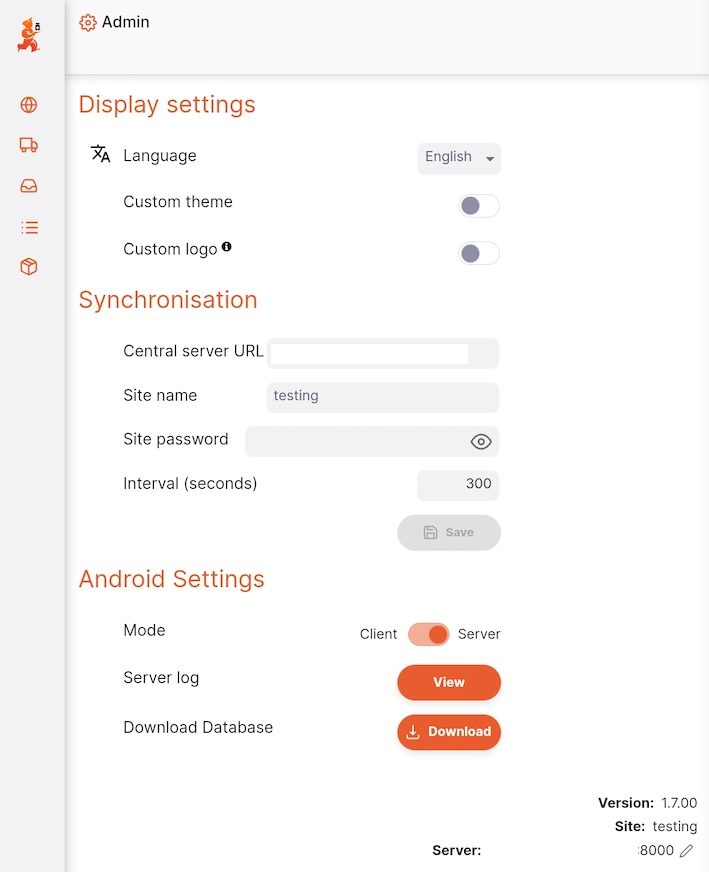 Admin
Display settings
Language English
Custom theme
Custom logo
Synchronisation
Central server URL
Site name testing
Site password
Interval (seconds) 300
Save
Android Settings
Mode Client Server
Server log View
Download Database Download
Version: 1.7.00
Site: testing
Server: :8000